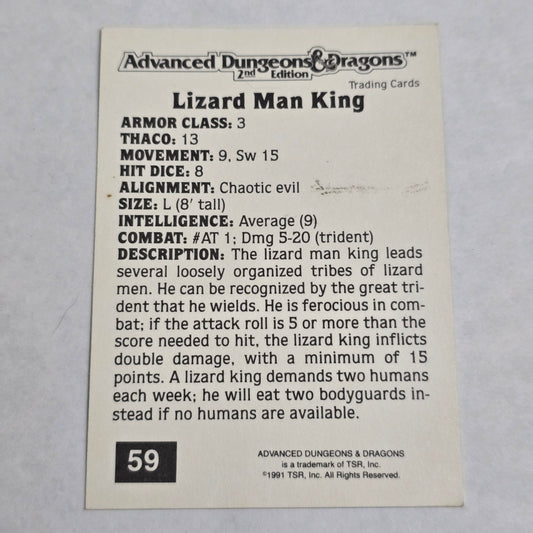 Advanced Dungeons & Dragons™
2nd Edition
Trading Cards
Lizard Man King
ARMOR CLASS: 3
THACO: 13
MOVEMENT: 9, Sw 15
HIT DICE: 8
ALIGNMENT: Chaotic evil
SIZE: L (8' tall)
INTELLIGENCE: Average (9)
COMBAT: #AT 1; Dmg 5-20 (trident)
DESCRIPTION: The lizard man king leads
several loosely organized tribes of lizard
men. He can be recognized by the great tri-
dent that he wields. He is ferocious in com-
bat; if the attack roll is 5 or more than the
score needed to hit, the lizard king inflicts
double damage, with a minimum of 15
points. A lizard king demands two humans
each week; he will eat two bodyguards in-
stead if no humans are available.
59
ADVANCED DUNGEONS & DRAGONS
is a trademark of TSR, Inc.
©1991 TSR, Inc. All Rights Reserved.